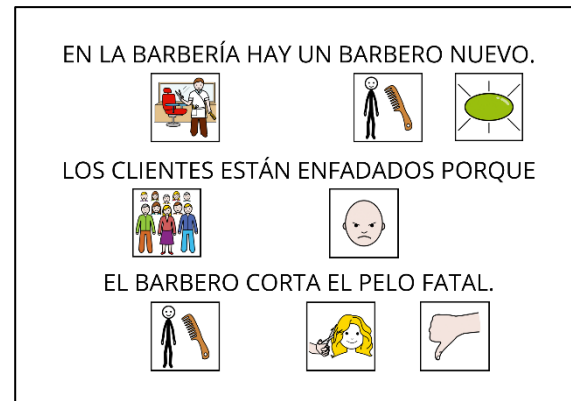 EN LA BARBERÍA HAY UN BARBERO NUEVO.
LOS CLIENTES ESTÁN ENFADADOS PORQUE
EL BARBERO CORTA EL PELO FATAL.